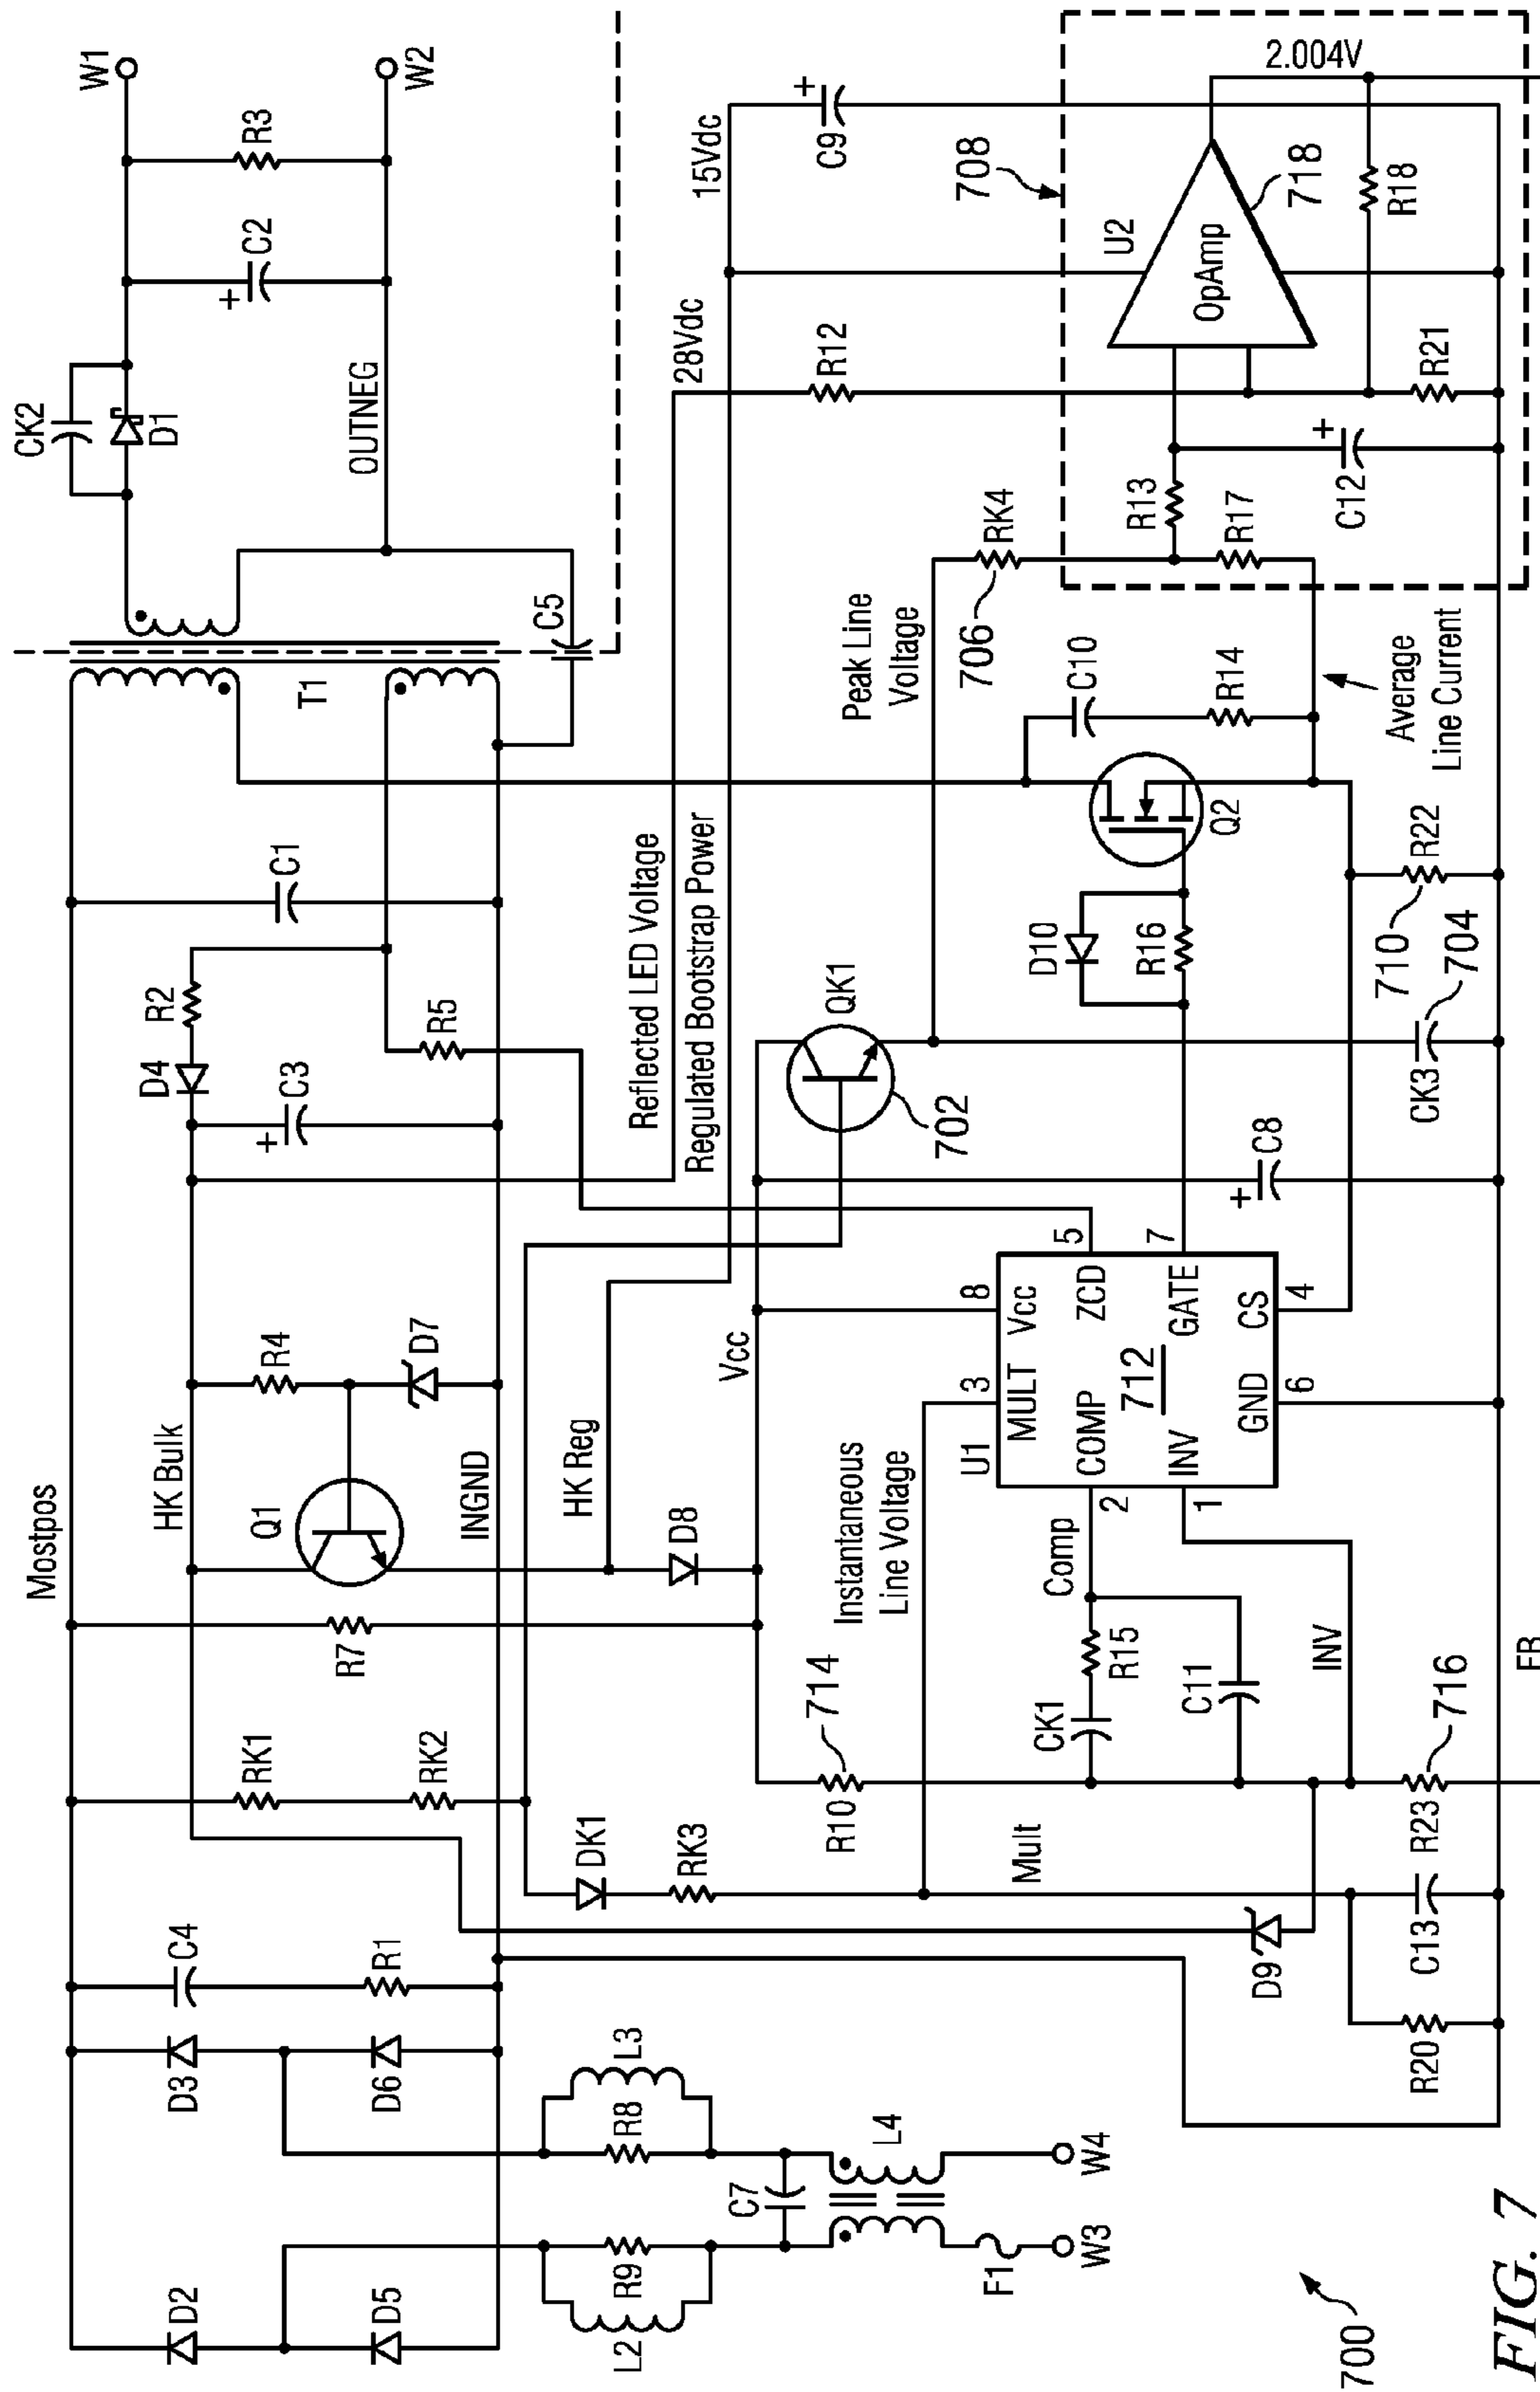 W1
W2
R3
C2
+
CK2
D1
OUTNEG
T1
C5
C1
R2
D4
C3
+
R5
Mostpos
HK Bulk
Q1
R4
D7
INGND
HK Reg
D8
R7
RK1
RK2
C4
R1
D3
D6
D2
D5
L3
R8
R9
L2
C7
L4
F1
W3
W4
Reflected LED Voltage
Regulated Bootstrap Power
28Vdc
15Vdc
+
C9
R12
708
U2
OpAmp
718
2.004V
R18
R21
R13
RK4
706
R17
+
C12
Peak Line
Voltage
C10
R14
Average
Line Current
Q2
D10
R16
R22
710
704
CK3
QK1
702
+
C8
Vcc
Instantaneous
Line Voltage
U1
3
8
5
MULT
Vcc
ZCD
COMP
712
GATE
7
INV
GND
CS
2
1
6
4
Comp
R15
CK1
C11
INV
714
R10
716
R23
FB
DK1
RK3
Mult
D9
C13
R20
700
FIG. 7